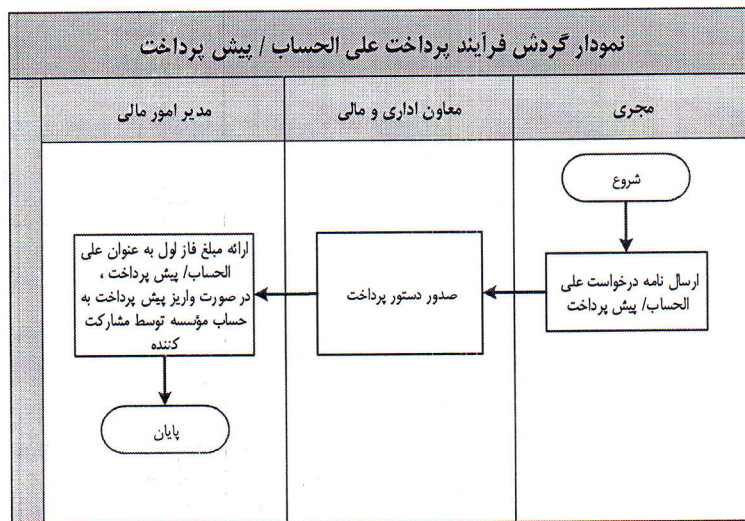 نمودار گردش فرآیند پرداخت علی الحساب / پیش پرداخت
مجری
معاون اداری و مالی
مدیر امور مالی
شروع
ارسال نامه درخواست علی
الحساب/ پیش پرداخت
صدور دستور پرداخت
ارائه مبلغ فاز اول به عنوان علی
الحساب/ پیش پرداخت ،
در صورت واریز پیش پرداخت به
حساب مؤسسه توسط مشارکت
کننده
پایان